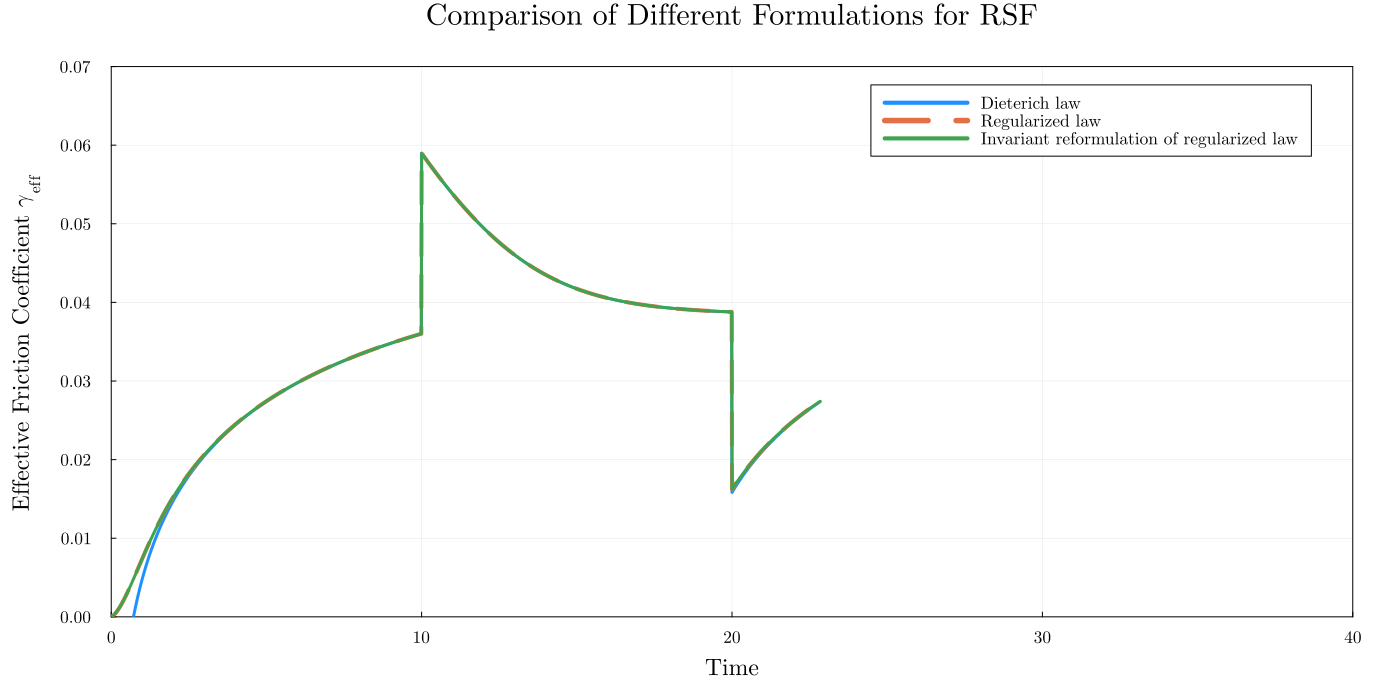 Comparison of Different Formulations for RSF
Effective Friction Coefficient γ_eff
0.07
0.06
0.05
0.04
0.03
0.02
0.01
0.00
Dieterich law
Regularized law
Invariant reformulation of regularized law
0 10 20 30 40
Time